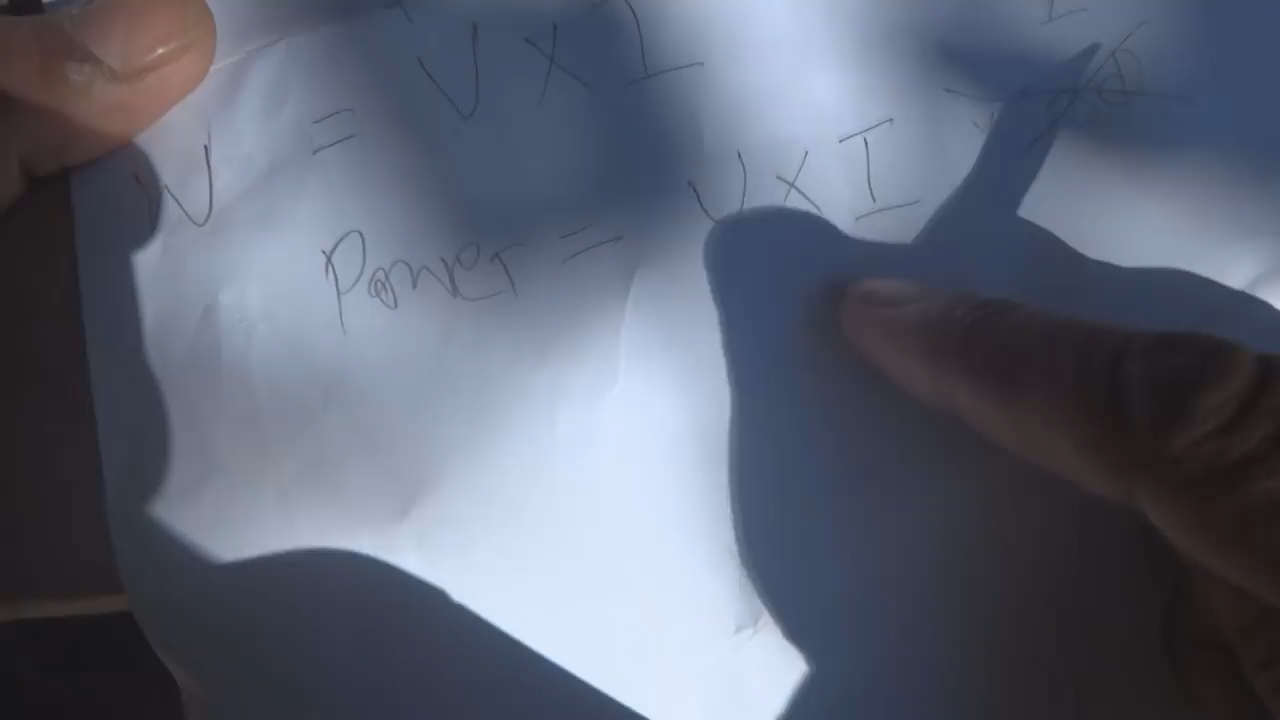 V X I
W = V X I
Power =